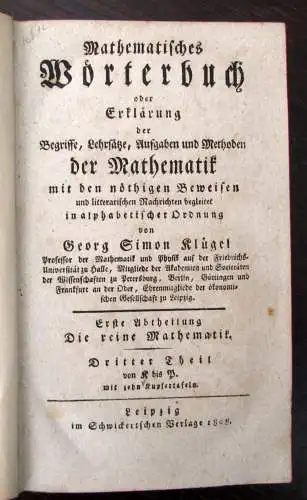 Mathematisches
Wörterbuch
oder
Erklärung
der
Begriffe, Lehrsätze, Aufgaben und Methoden
der Mathematik
mit den nöthigen Beweisen
und litterarischen Nachrichten begleitet
in alphabetischer Ordnung
von
Georg Simon Klügel
Professor der Mathematik und Physik auf der Friedrichs-
Universität zu Halle, Mitgliede der Akademien und Societäten
der Wissenschaften zu Petersburg, Berlin, Göttingen und
Frankfurt an der Oder, Ehrenmitgliede der ökonomi-
schen Gesellschaft zu Leipzig.
Erste Abtheilung
Die reine Mathematik.
Dritter Theil
von K bis P.
mit zehn Kupfertafeln.
Leipzig
im Schwickertschen Verlage 1808.